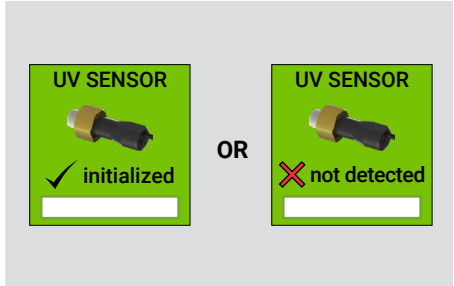 UV SENSOR
initialized
OR
UV SENSOR
not detected